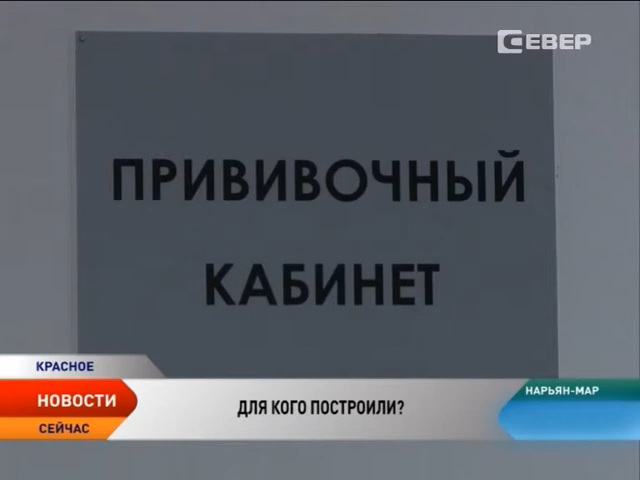 СЕВЕР
ПРИВИВОЧНЫЙ
КАБИНЕТ
КРАСНОЕ
НОВОСТИ
СЕЙЧАС
ДЛЯ КОГО ПОСТРОИЛИ?
НАРЬЯН-МАР